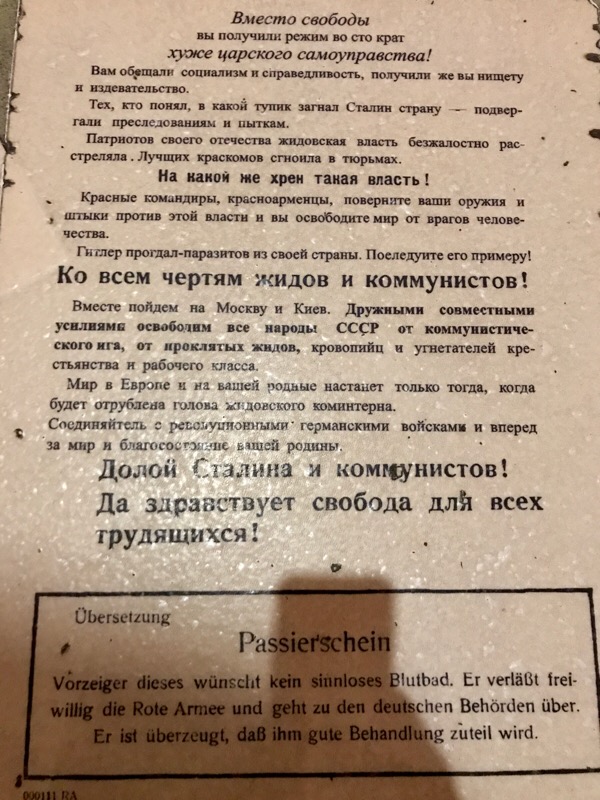 Вместо свободы
вы получили режим во сто крат
хуже царского самоуправства!
Вам обещали социализм и справедливость, получили же вы нищету
и издевательство.
Тех, кто понял, в какой тупик загнал Сталин страну — подвер-
гали преследованиям и пыткам.
Патриотов своего отечества жидовская власть безжалостно рас-
стреляла. Лучщих краскомов сгноила в тюрьмах.
На какой же хрен такая власть!
Красные командиры, красноарменцы, поверните ваши оружия и
штыки против этой власти и вы освободите мир от врагов челове-
чества.
Гитлер прогдал-паразитов из своей страны. Поеледуите его примеру!
Ко всем чертям жидов и коммунистов!
Вместе пойдем на Москву и Киев. Дружными совместными
усилиями освободим все народы СССР от коммунистиче-
ского ига, от проклятых жидов, кровопийц и угнетателей кре-
стьянства и рабочего класса.
Мир в Европе и на вашей родные настанет только тогда, когда
будет отрублена голова жидовского коминтерна.
Соединяйтель с революционными германскими войсками и вперед
за мир и благосостояние вашей родины.
Долой Сталина и коммунистов!
Да здравствует свобода для всех
трудящихся!
Übersetzung
Passierschein
Vorzeiger dieses wünscht kein sinnloses Blutbad. Er verläßt frei-
willig die Rote Armee und geht zu den deutschen Behörden über.
Er ist überzeugt, daß ihm gute Behandlung zuteil wird.
000111 RA